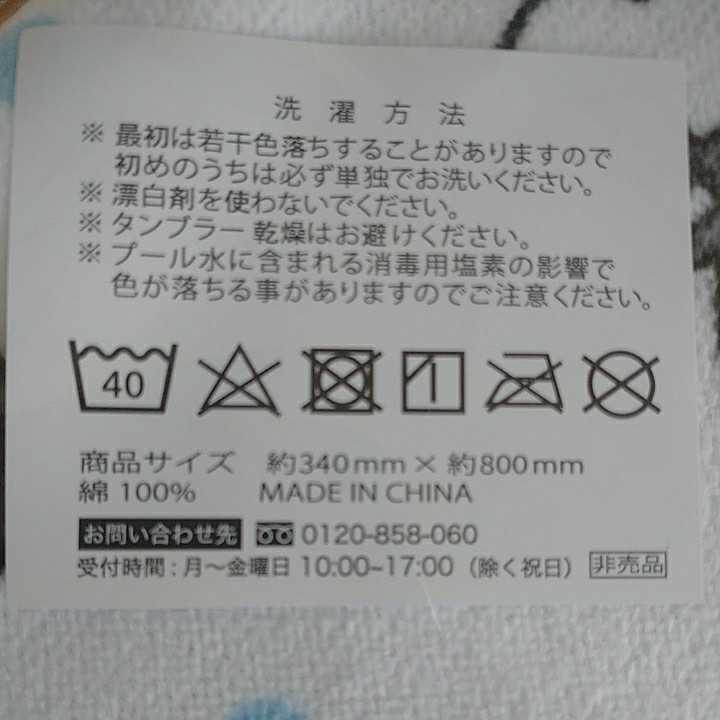 洗濯方法
※ 最初は若干色落ちすることがありますので
初めのうちは必ず単独でお洗いください。
※ 漂白剤を使わないでください。
※ タンブラー乾燥はお避けください。
※ プール水に含まれる消毒用塩素の影響で
色が落ちる事がありますのでご注意ください。
40
商品サイズ 約340mm × 約800mm
綿 100% MADE IN CHINA
お問い合わせ先 0120-858-060
受付時間：月～金曜日 10:00~17:00（除く祝日） 非売品